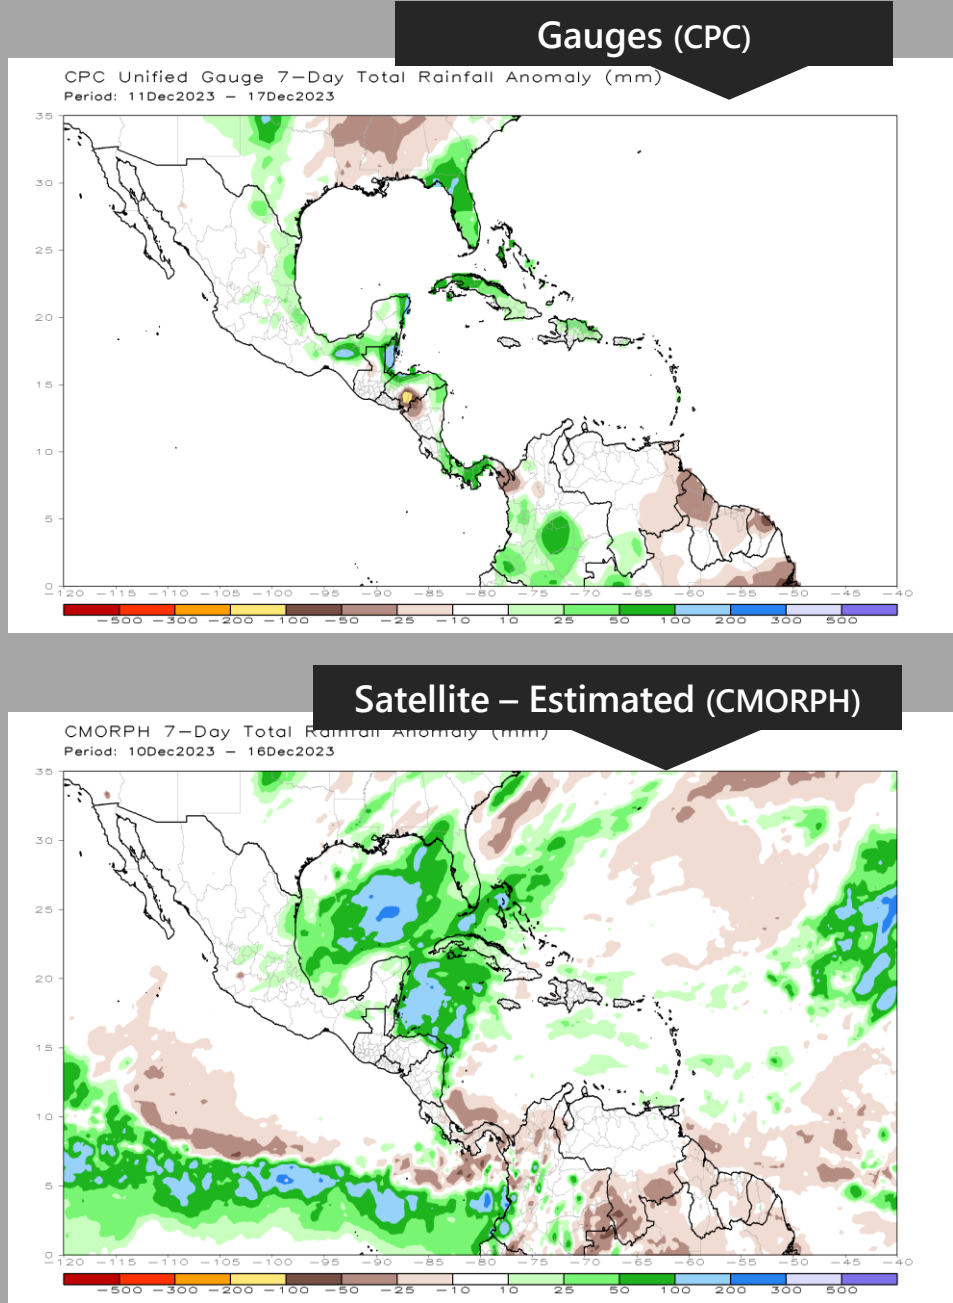 Gauges (CPC)
CPC Unified Gauge 7-Day Total Rainfall Anomaly (mm)
Period: 11Dec2023 - 17Dec2023
35
30
25
20
15
10
5
0
-120 -115 -110 -105 -100 -95 -90 -85 -80 -75 -70 -65 -60 -55 -50 -45 -40
-500 -300 -200 -100 -50 -25 -10 10 25 50 100 200 300 500
Satellite – Estimated (CMORPH)
CMORPH 7-Day Total Rainfall Anomaly (mm)
Period: 10Dec2023 - 16Dec2023
35
30
25
20
15
10
5
0
-120 -115 -110 -105 -100 -95 -90 -85 -80 -75 -70 -65 -60 -55 -50 -45 -40
-500 -300 -200 -100 -50 -25 -10 10 25 50 100 200 300 500